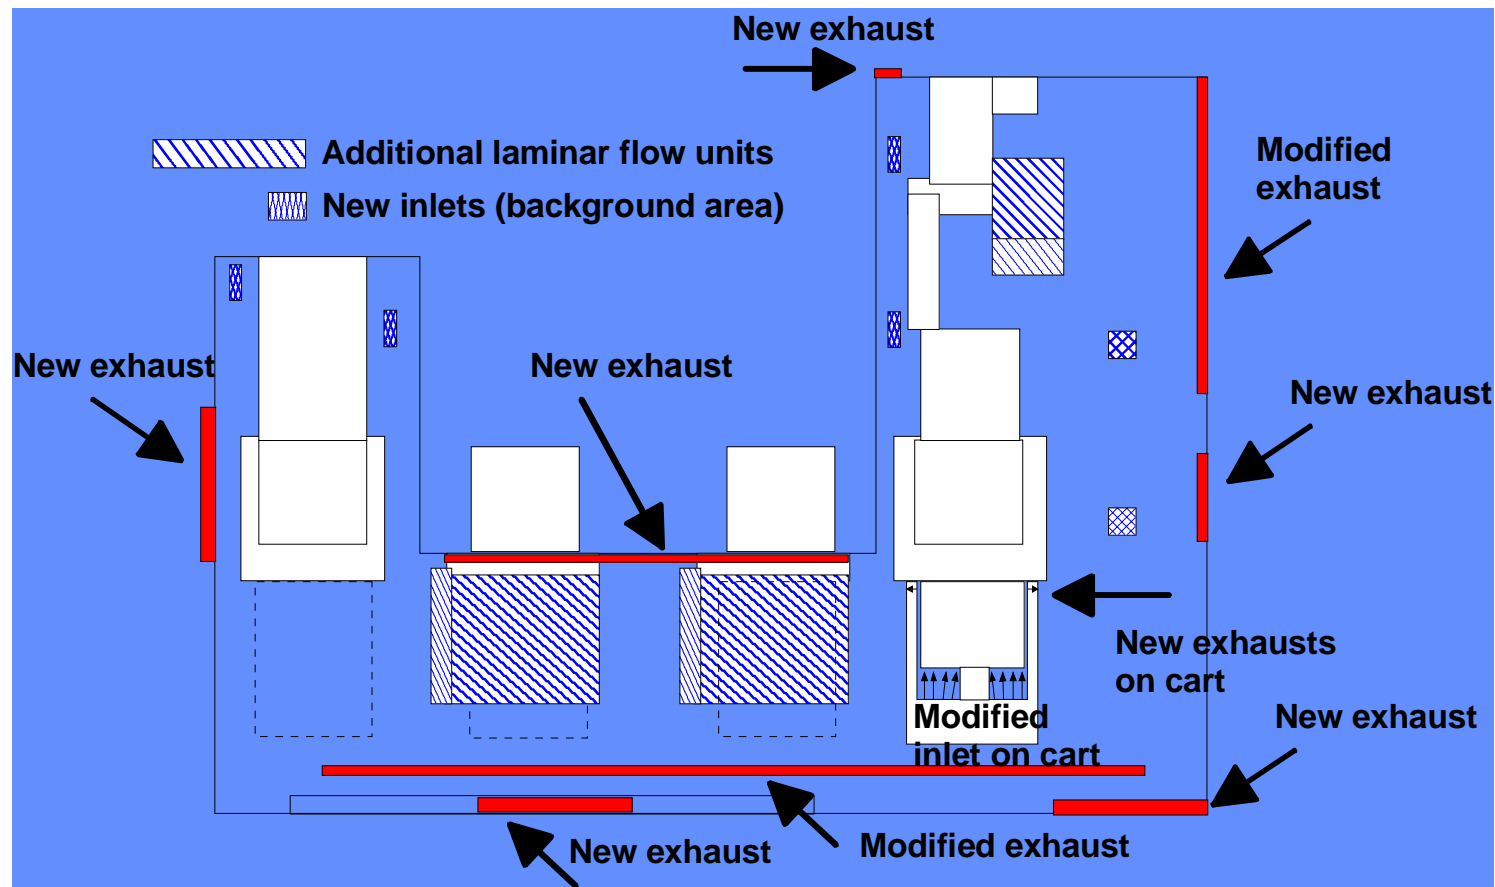 New exhaust
Additional laminar flow units
New inlets (background area)
Modified
exhaust
New exhaust
New exhaust
New exhaust
New exhausts
on cart
Modified
inlet on cart
New exhaust
New exhaust
Modified exhaust